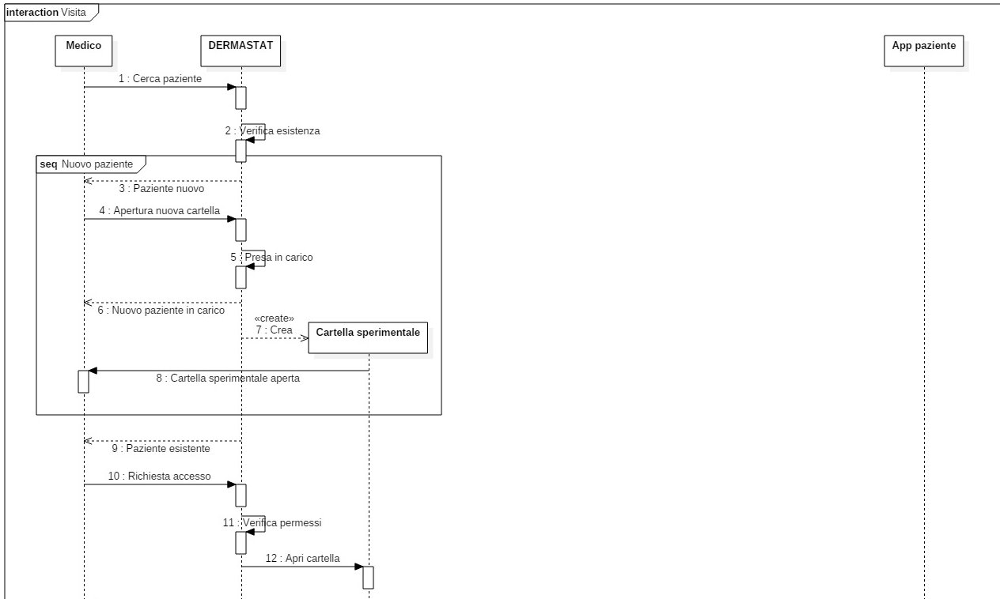 interaction Visita
Medico
DERMASTAT
App paziente
1 : Cerca paziente
2 : Verifica esistenza
seq Nuovo paziente
3 : Paziente nuovo
4 : Apertura nuova cartella
5 : Presa in carico
6 : Nuovo paziente in carico
«create»
7 : Crea
Cartella sperimentale
8 : Cartella sperimentale aperta
9 : Paziente esistente
10 : Richiesta accesso
11 : Verifica permessi
12 : Apri cartella